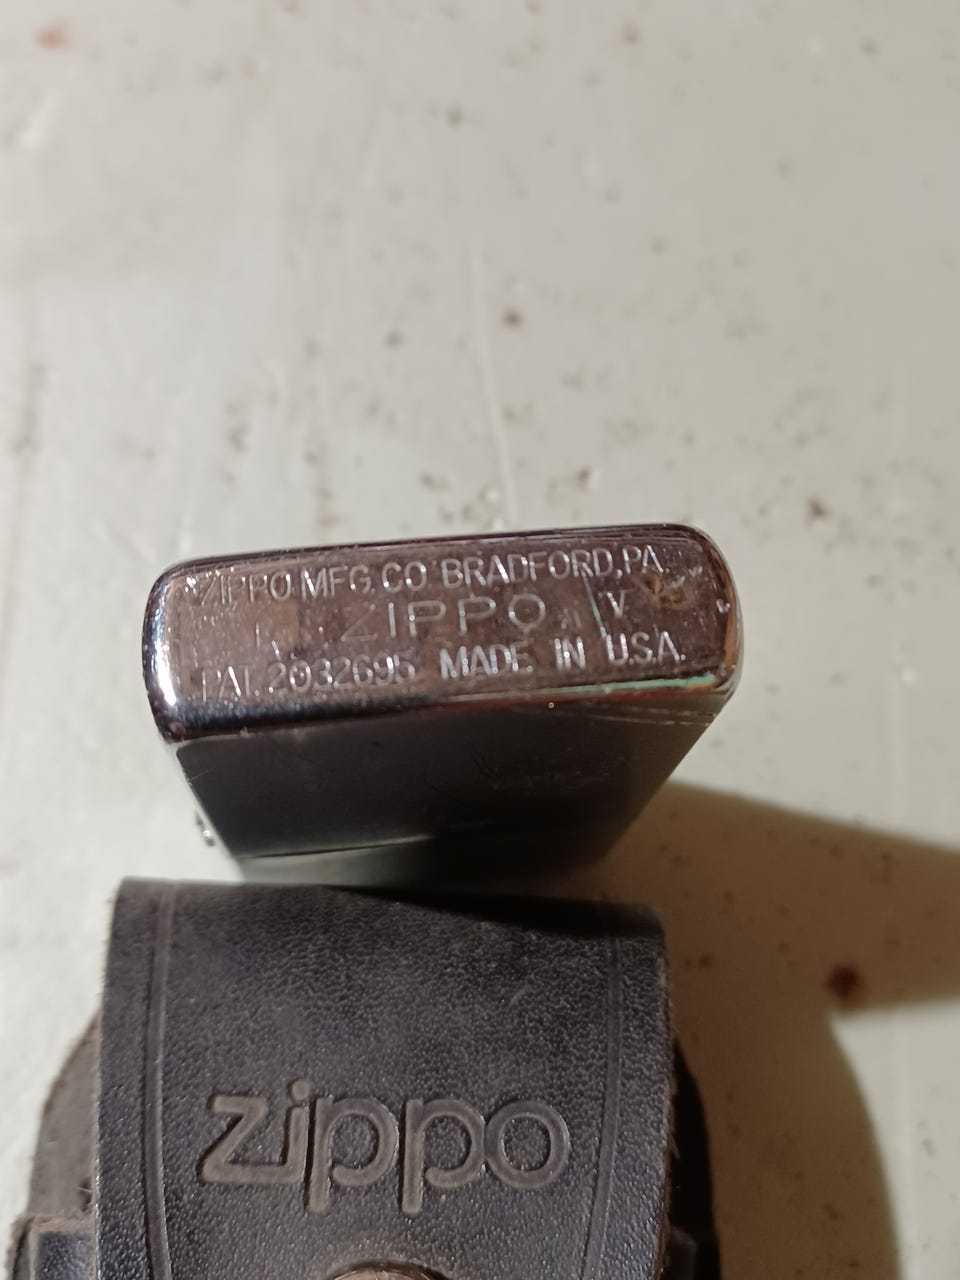 ZIPPO MFG. CO. BRADFORD, PA.
ZIPPO
PAT. 2032695 MADE IN U.S.A.
zippo